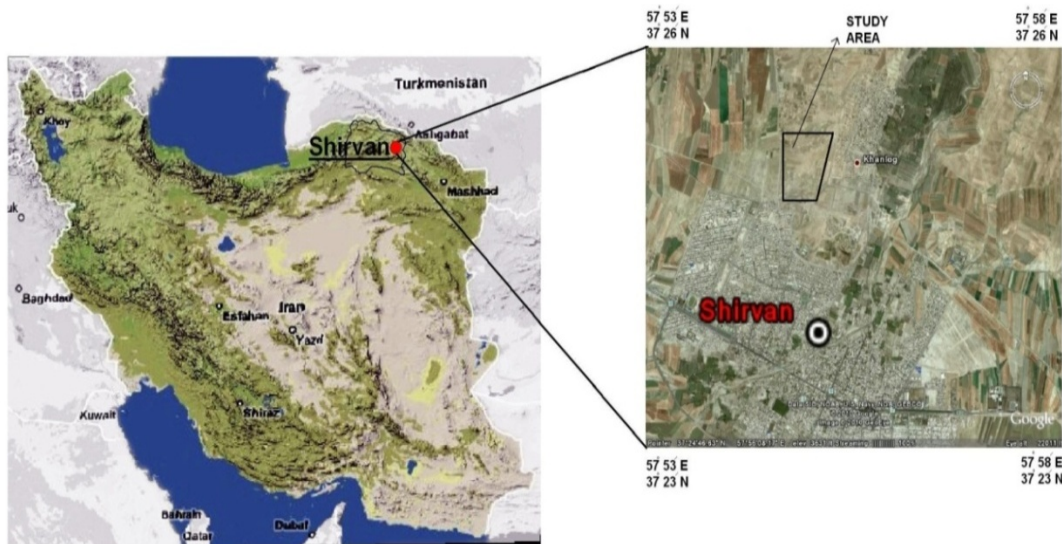 Khoy
Turkmenistan
Ashgabat
Shirvan
Mashhad
uk
Baghdad
Esfahan
Iran
Yazd
Shiraz
Kuwait
Bahrain
Qatar
Dubai
57 53 E
37 26 N
STUDY
AREA
57 58 E
37 26 N
Khanlog
Shirvan
Google
57 53 E
37 23 N
57 58 E
37 23 N